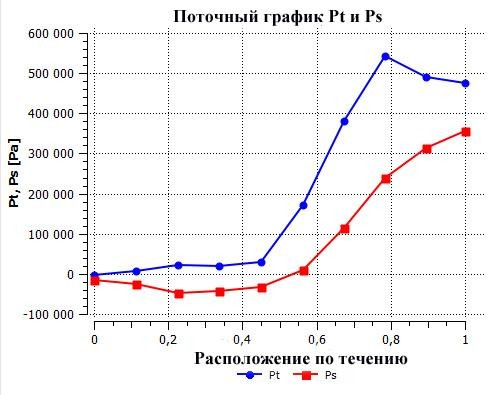 Поточный график Pt и Ps
600 000
500 000
400 000
300 000
200 000
100 000
0
-100 000
Pt, Ps [Pa]
0 0,2 0,4 0,6 0,8 1
Расположение по течению
Pt Ps